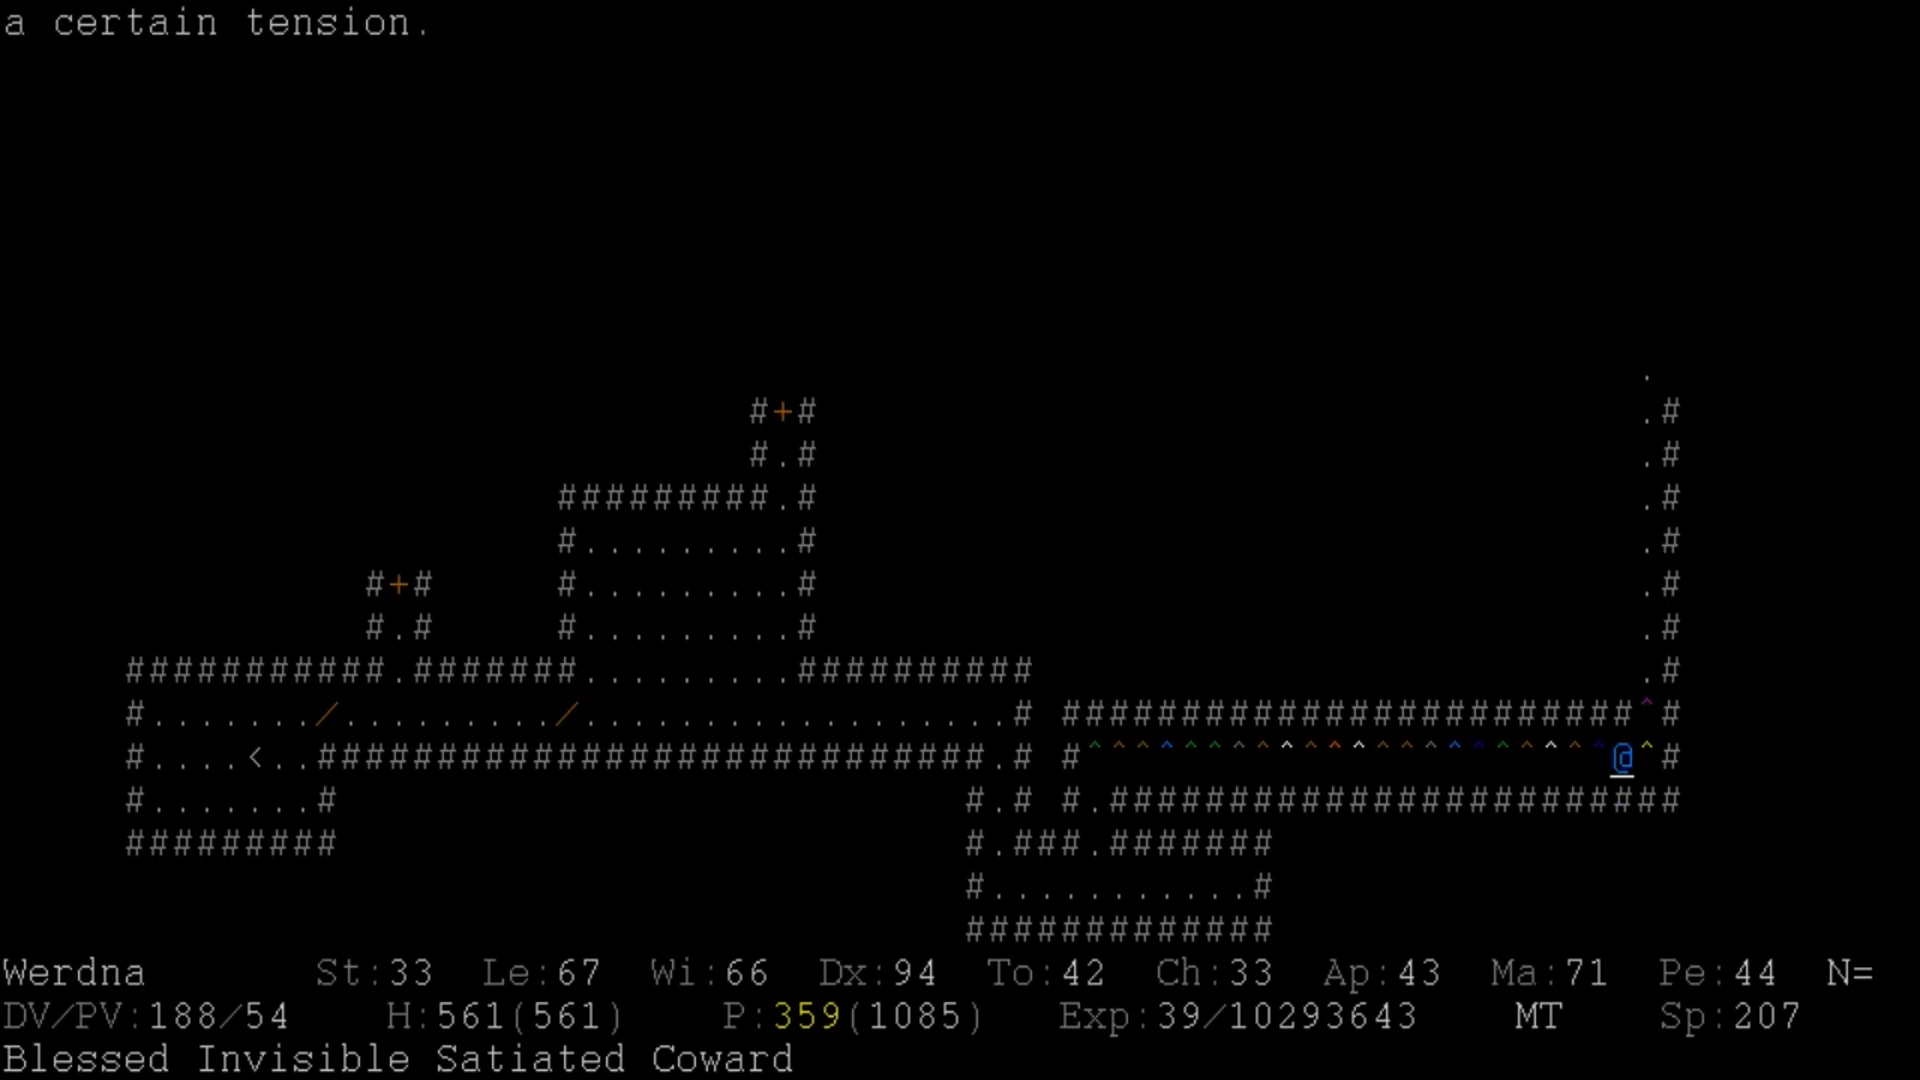 a certain tension.
Werdna St:33 Le:67 Wi:66 Dx:94 To:42 Ch:33 Ap:43 Ma:71 Pe:44 N=
DV/PV:188/54 H:561(561) P:359(1085) Exp:39/10293643 MT Sp:207
Blessed Invisible Satiated Coward